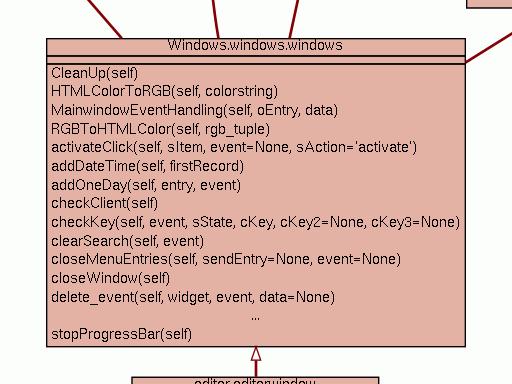 Windows.windows.windows
CleanUp(self)
HTMLColorToRGB(self, colorstring)
MainwindowEventHandling(self, oEntry, data)
RGBToHTMLColor(self, rgb_tuple)
activateClick(self, sItem, event=None, sAction='activate')
addDateTime(self, firstRecord)
addOneDay(self, entry, event)
checkClient(self)
checkKey(self, event, sState, cKey, cKey2=None, cKey3=None)
clearSearch(self, event)
closeMenuEntries(self, sendEntry=None, event=None)
closeWindow(self)
delete_event(self, widget, event, data=None)
...
stopProgressBar(self)
editor.editorwindow